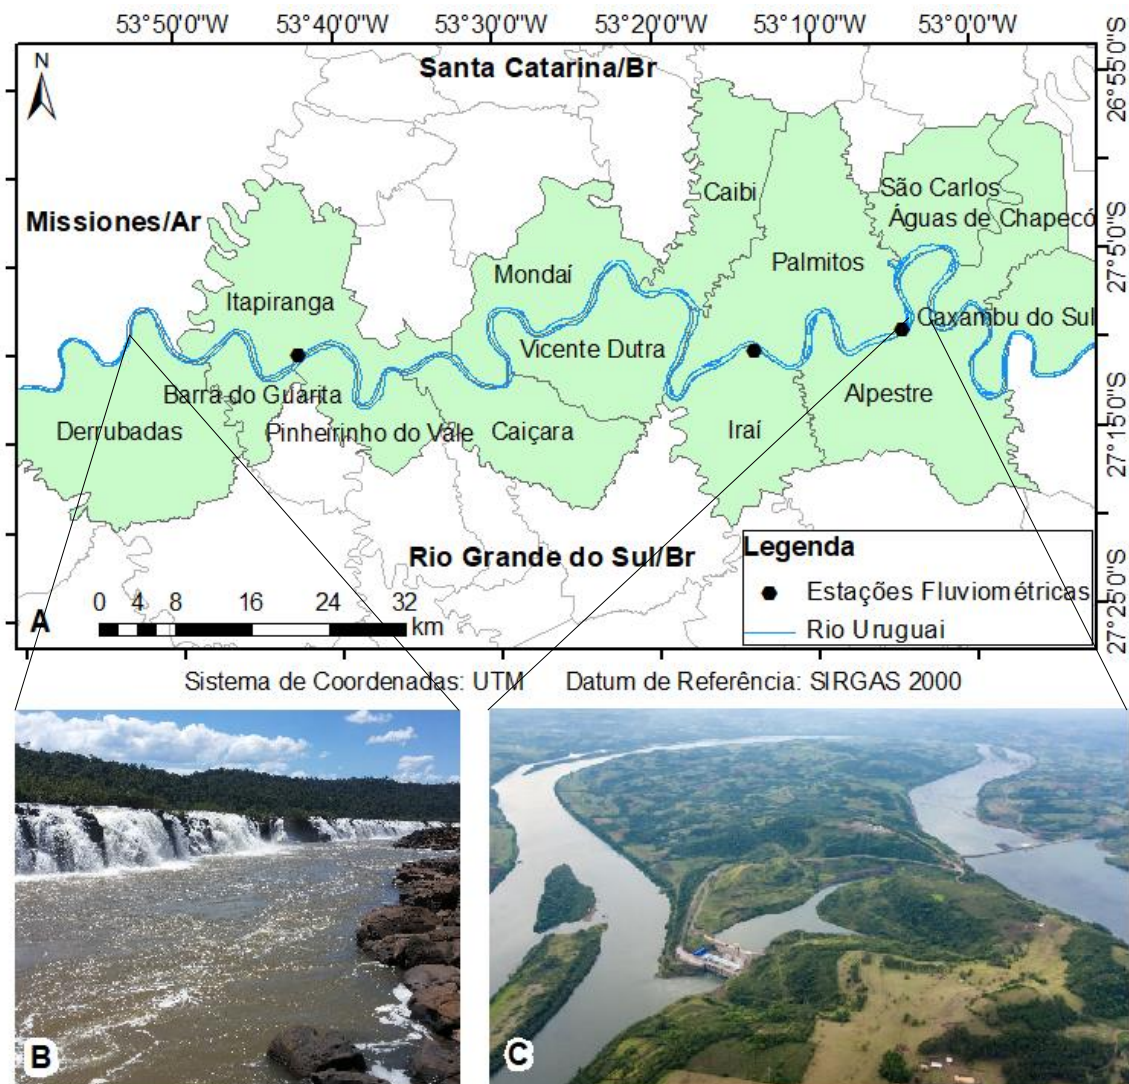 53°50'0"W 53°40'0"W 53°30'0"W 53°20'0"W 53°10'0"W 53°0'0"W
N
Santa Catarina/Br
26°55'0"S
Caibi
São Carlos
Missiones/Ar
Águas de Chapecó
27°5'0"S
Mondaí
Palmitos
Itapiranga
Caxambu do Sul
Vicente Dutra
Barra do Guarita
Alpestre
Derrubadas
Pinheirinho do Vale
Caiçara
Iraí
27°15'0"S
Rio Grande do Sul/Br
Legenda
Estações Fluviométricas
Rio Uruguai
27°25'0"S
A
0 4 8 16 24 32
km
Sistema de Coordenadas: UTM Datum de Referência: SIRGAS 2000
B
C